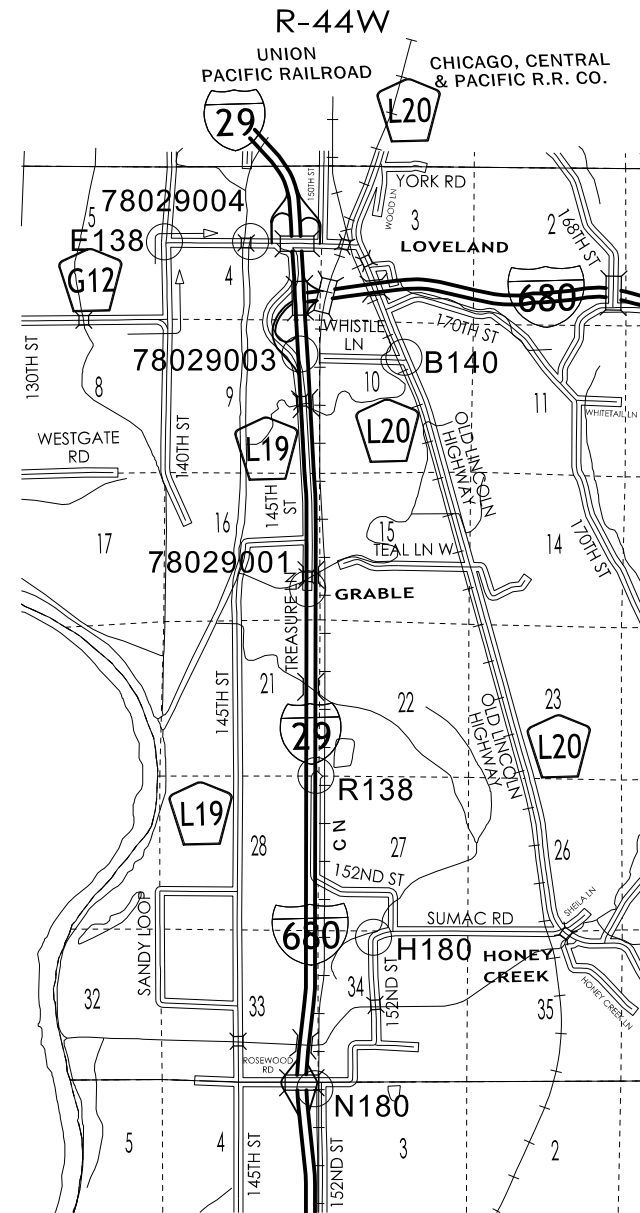 R-44W
UNION
PACIFIC RAILROAD
CHICAGO, CENTRAL
& PACIFIC R.R. CO.
29
L20
150TH ST
YORK RD
WOOD LN
5
78029004
3
2
168TH ST
E138
LOVELAND
G12
4
680
WHISTLE
LN
170TH ST
130TH ST
78029003
B140
8
9
10
11
WHITETAIL LN
WESTGATE
RD
140TH ST
L19
L20
OLD LINCOLN
HIGHWAY
145TH
ST
16
15
17
14
170TH ST
TEAL LN W
78029001
GRABLE
TREASURE LN
145TH ST
21
22
23
OLD LINCOLN
HIGHWAY
29
L20
R138
L19
CN
28
27
26
152ND ST
SANDY LOOP
680
SUMAC RD
SHEILA LN
H180
HONEY
CREEK
HONEY CREEK LN
152ND ST
32
33
34
35
ROSEWOOD
RD
N180
5
4
3
2
145TH ST
152ND ST